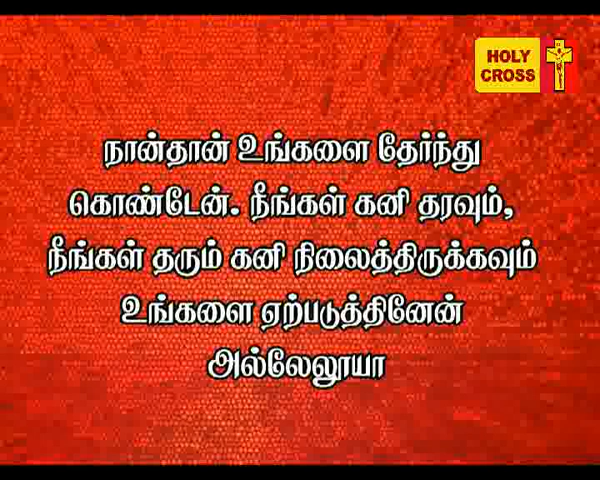 HOLY
CROSS
நான்தான் உங்களை தேர்ந்து
கொண்டேன். நீங்கள் கனி தரவும்,
நீங்கள் தரும் கனி நிலைத்திருக்கவும்
உங்களை ஏற்படுத்தினேன்
அல்லேலூயா